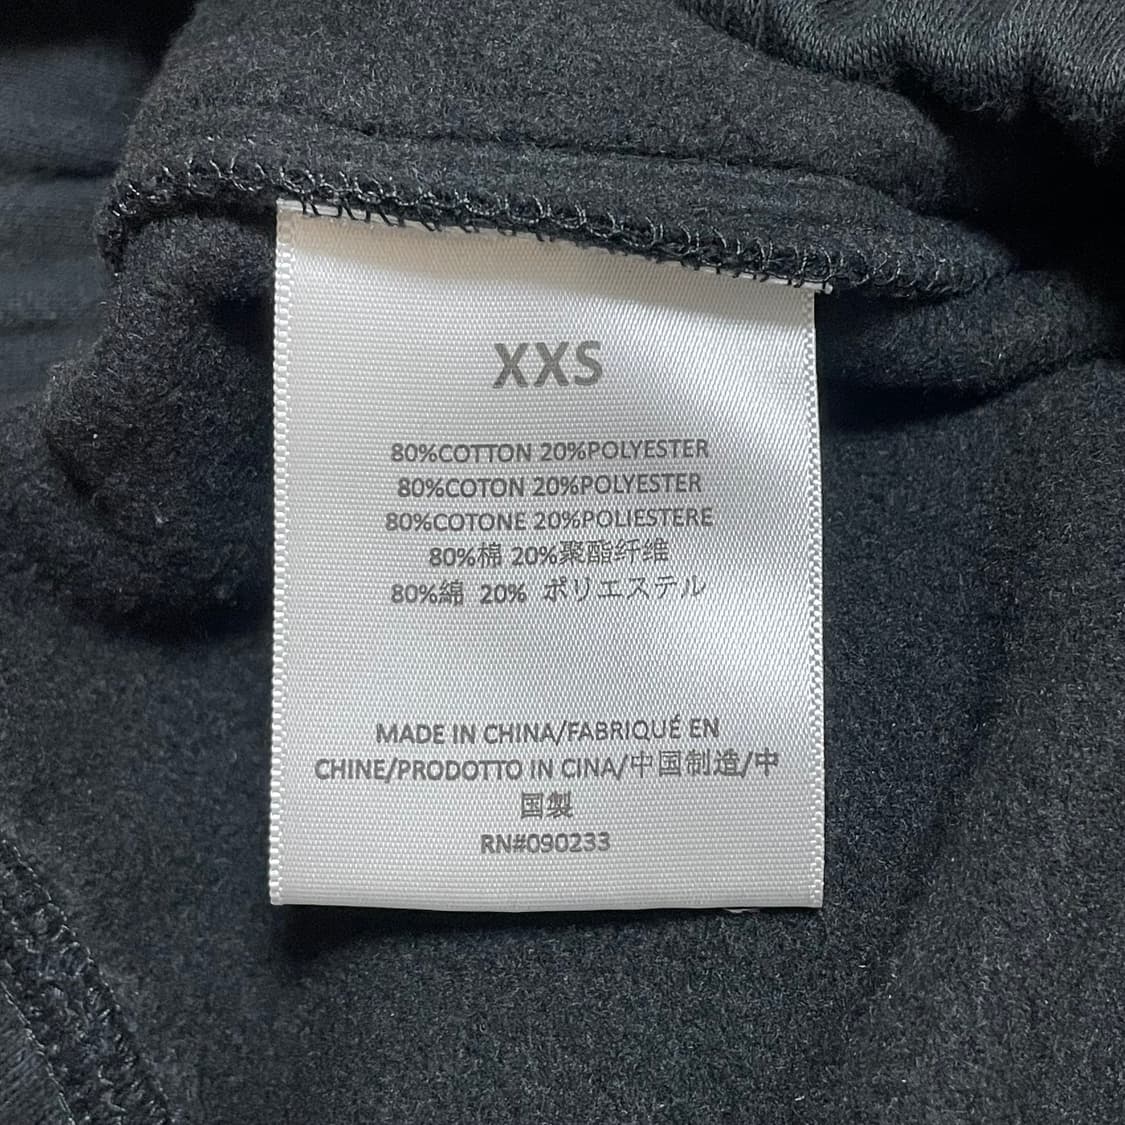 XXS
80%COTTON 20%POLYESTER
80%COTON 20%POLYESTER
80%COTONE 20%POLIESTERE
80%棉 20%聚酯纤维
80%綿 20% ポリエステル
MADE IN CHINA/FABRIQUÉ EN
CHINE/PRODOTTO IN CINA/中国制造/中
国製
RN#090233